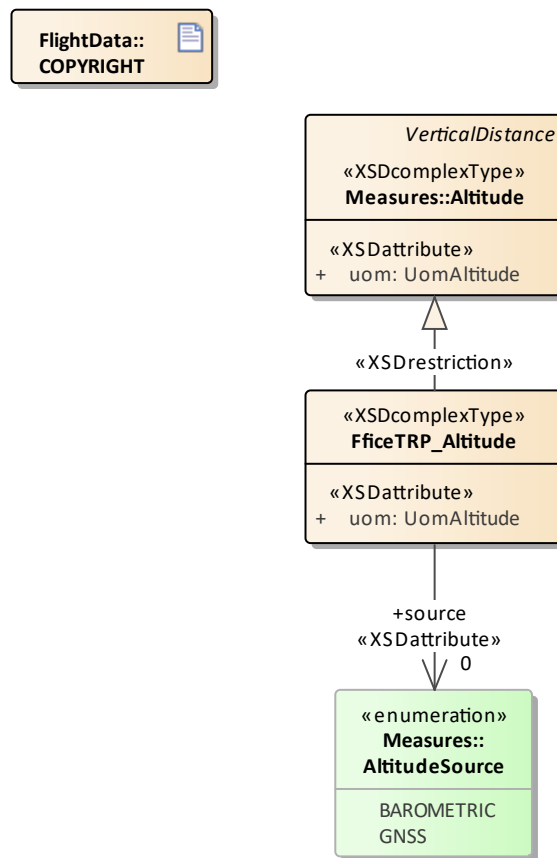 FlightData::
COPYRIGHT
VerticalDistance
«XSDcomplexType»
Measures::Altitude
«XSDattribute»
+ uom: UomAltitude
«XSDrestriction»
«XSDcomplexType»
FficeTRP_Altitude
«XSDattribute»
+ uom: UomAltitude
+source
«XSDattribute»
0
«enumeration»
Measures::
AltitudeSource
BAROMETRIC
GNSS